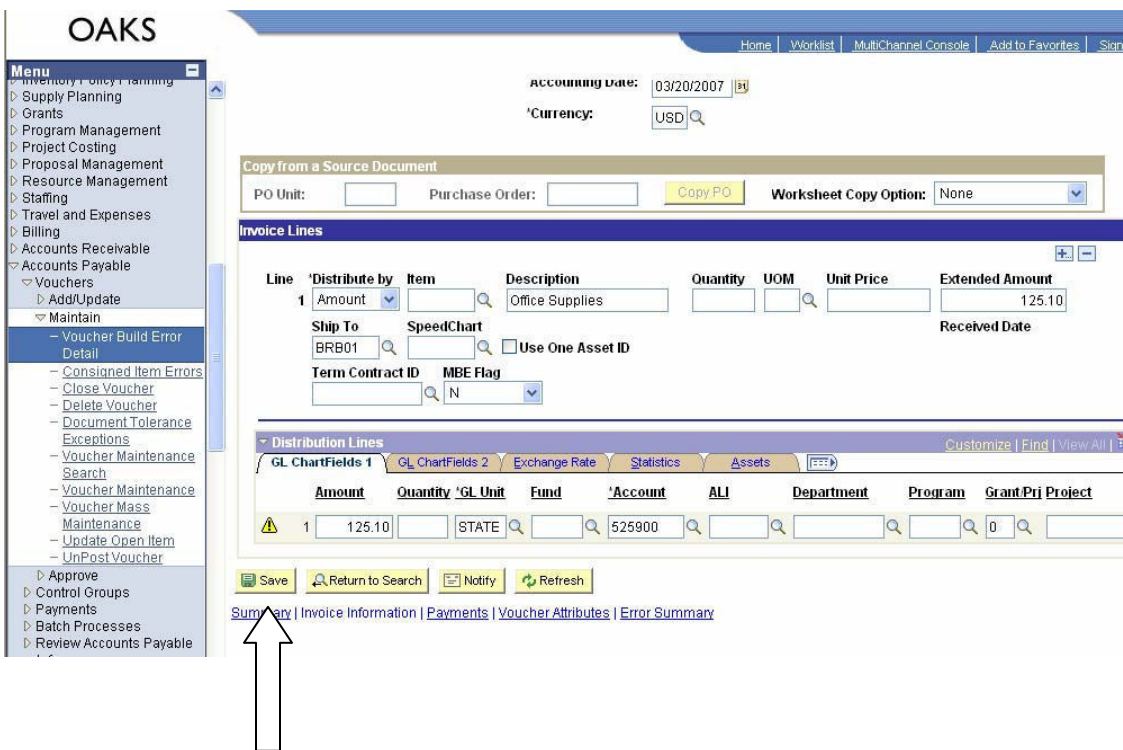 OAKS
Home | Worklist | MultiChannel Console | Add to Favorites | Sign
Menu
Inventory Policy Planning
Supply Planning
Grants
Program Management
Project Costing
Proposal Management
Resource Management
Staffing
Travel and Expenses
Billing
Accounts Receivable
Accounts Payable
Vouchers
Add/Update
Maintain
– Voucher Build Error
Detail
– Consigned Item Errors
– Close Voucher
– Delete Voucher
– Document Tolerance
Exceptions
– Voucher Maintenance
Search
– Voucher Maintenance
– Voucher Mass
Maintenance
– Update Open Item
– UnPost Voucher
Approve
Control Groups
Payments
Batch Processes
Review Accounts Payable
Accounting Date: 03/20/2007 31
*Currency: USD
Copy from a Source Document
PO Unit: Purchase Order: Copy PO Worksheet Copy Option: None
Invoice Lines
Line *Distribute by Item Description Quantity UOM Unit Price Extended Amount
1 Amount Office Supplies 125.10
Ship To SpeedChart Received Date
BRB01 Use One Asset ID
Term Contract ID MBE Flag
N
Distribution Lines Customize | Find | View All |
GL ChartFields 1 GL ChartFields 2 Exchange Rate Statistics Assets
Amount Quantity *GL Unit Fund *Account ALI Department Program Grant/Prj Project
1 125.10 STATE 525900 0
Save Return to Search Notify Refresh
Summary | Invoice Information | Payments | Voucher Attributes | Error Summary